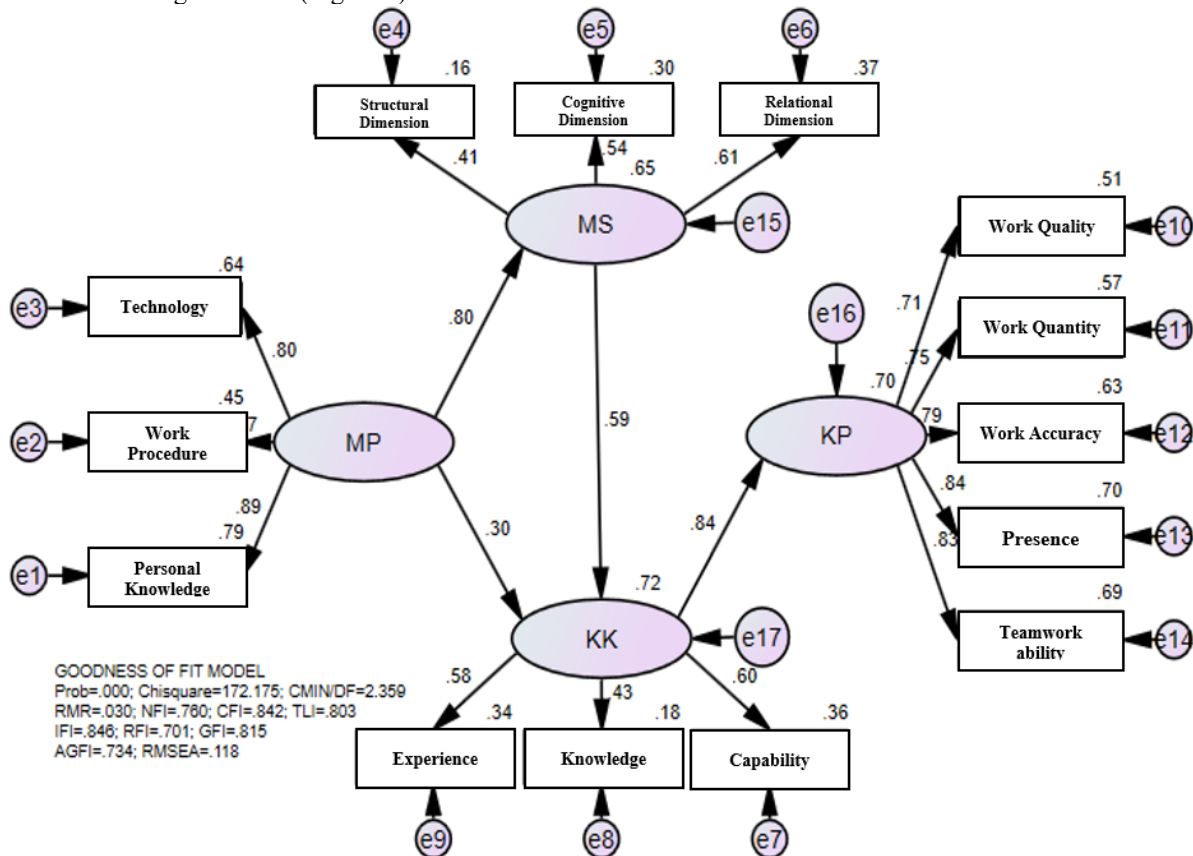 e4
e5
e6
.16
.30
.37
Structural
Dimension
Cognitive
Dimension
Relational
Dimension
.41
.54
.61
.65
MS
e15
.51
Work Quality
e10
.64
e3
Technology
.80
.80
.71
.57
e16
Work Quantity
e11
.75
.70
.45
e2
Work
Procedure
7
MP
.59
KP
.79
.63
Work Accuracy
e12
.89
.79
.30
.84
.84
.70
e1
Personal
Knowledge
.83
Presence
e13
.72
KK
e17
.69
Teamwork
ability
e14
GOODNESS OF FIT MODEL
Prob=.000; Chisquare=172.175; CMIN/DF=2.359
RMR=.030; NFI=.760; CFI=.842; TLI=.803
IFI=.846; RFI=.701; GFI=.815
AGFI=.734; RMSEA=.118
.58
43
.60
.34
.18
.36
Experience
Knowledge
Capability
e9
e8
e7